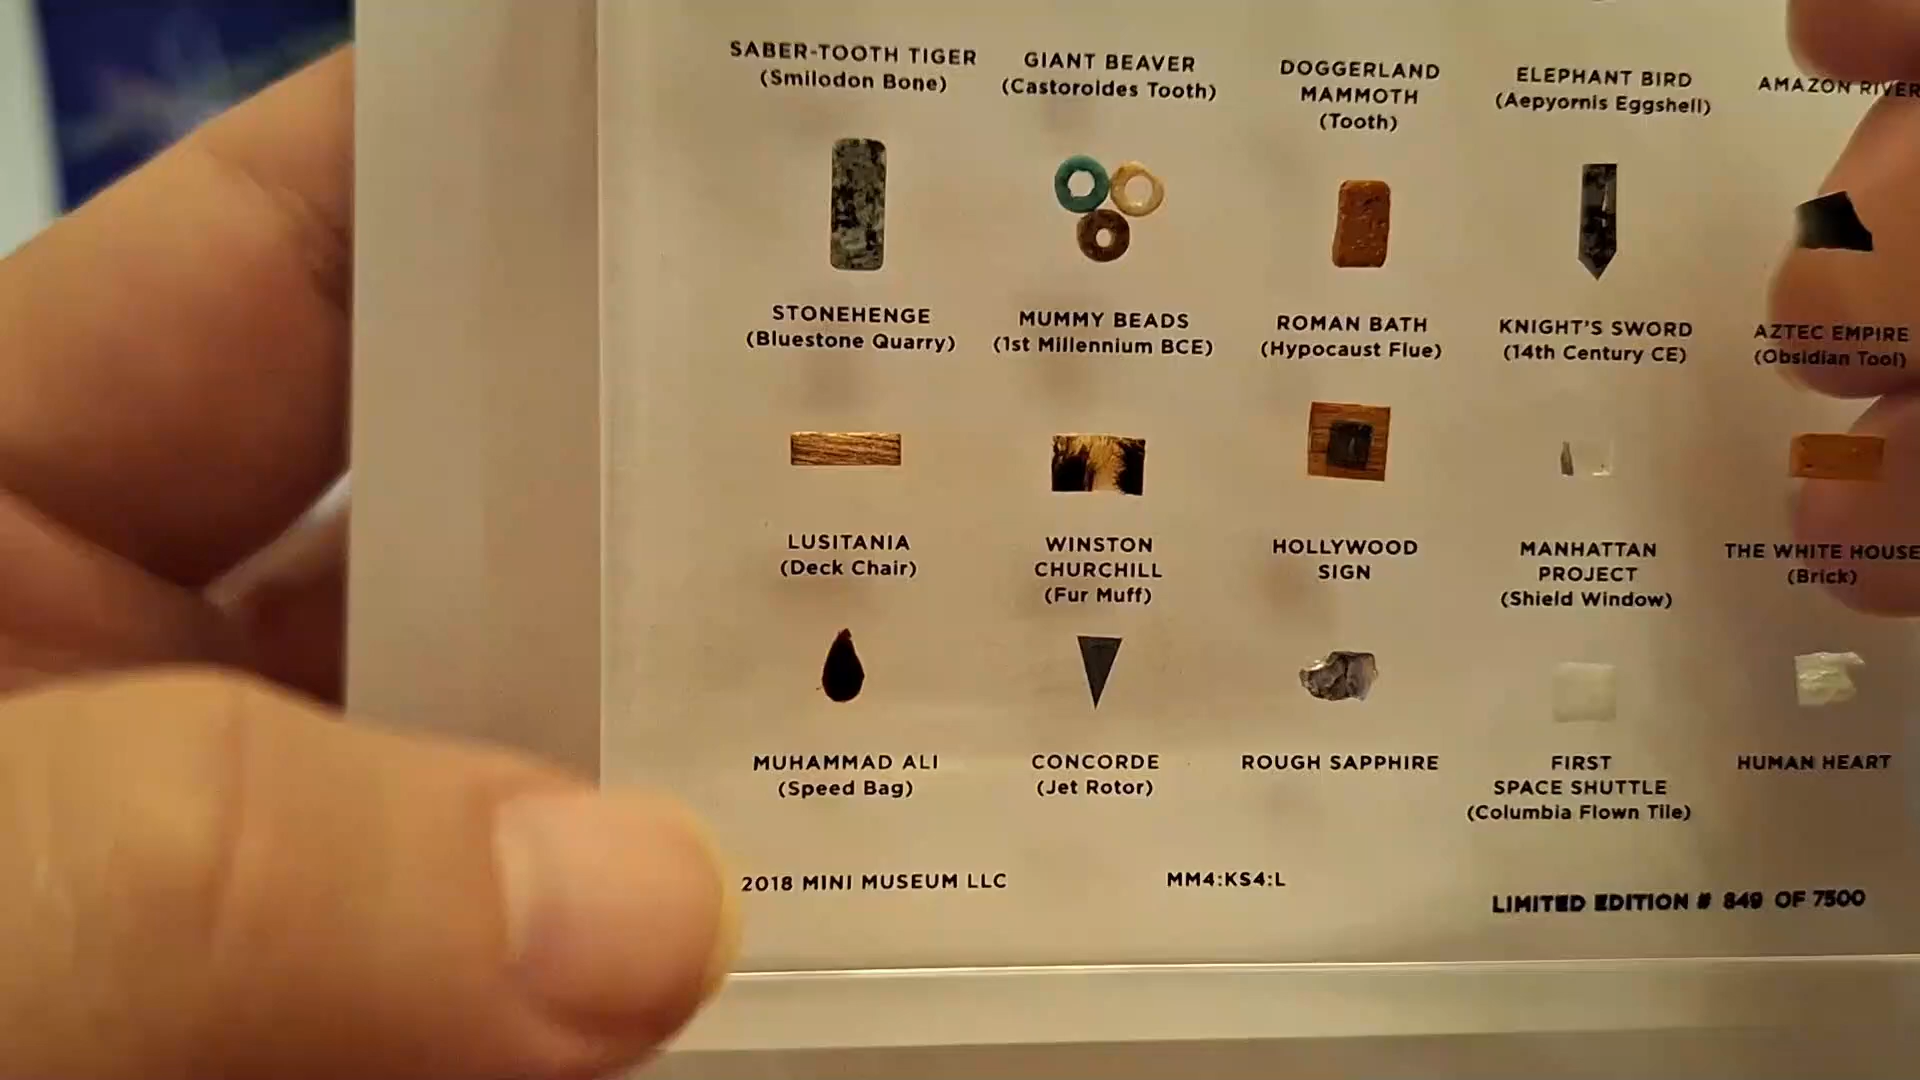 SABER-TOOTH TIGER
(Smilodon Bone)
GIANT BEAVER
(Castoroides Tooth)
DOGGERLAND
MAMMOTH
(Tooth)
ELEPHANT BIRD
(Aepyornis Eggshell)
AMAZON RIVER
STONEHENGE
(Bluestone Quarry)
MUMMY BEADS
(1st Millennium BCE)
ROMAN BATH
(Hypocaust Flue)
KNIGHT'S SWORD
(14th Century CE)
AZTEC EMPIRE
(Obsidian Tool)
LUSITANIA
(Deck Chair)
WINSTON
CHURCHILL
(Fur Muff)
HOLLYWOOD
SIGN
MANHATTAN
PROJECT
(Shield Window)
THE WHITE HOUSE
(Brick)
MUHAMMAD ALI
(Speed Bag)
CONCORDE
(Jet Rotor)
ROUGH SAPPHIRE
FIRST
SPACE SHUTTLE
(Columbia Flown Tile)
HUMAN HEART
2018 MINI MUSEUM LLC
MM4:KS4:L
LIMITED EDITION # 849 OF 7500